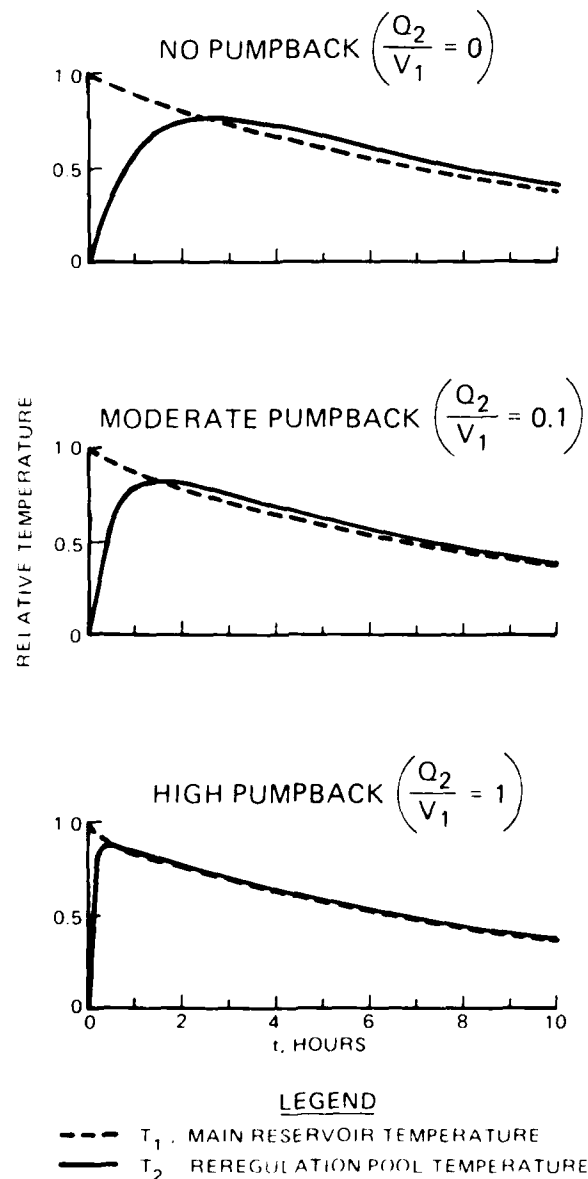 NO PUMPBACK (Q2/V1 = 0)
1 0
0.5
0
RELATIVE TEMPERATURE
MODERATE PUMPBACK (Q2/V1 = 0.1)
1 0
0.5
0
HIGH PUMPBACK (Q2/V1 = 1)
1 0
0.5
0
0 2 4 6 8 10
t, HOURS
LEGEND
T1 . MAIN RESERVOIR TEMPERATURE
T2 REREGULATION POOL TEMPERATURE